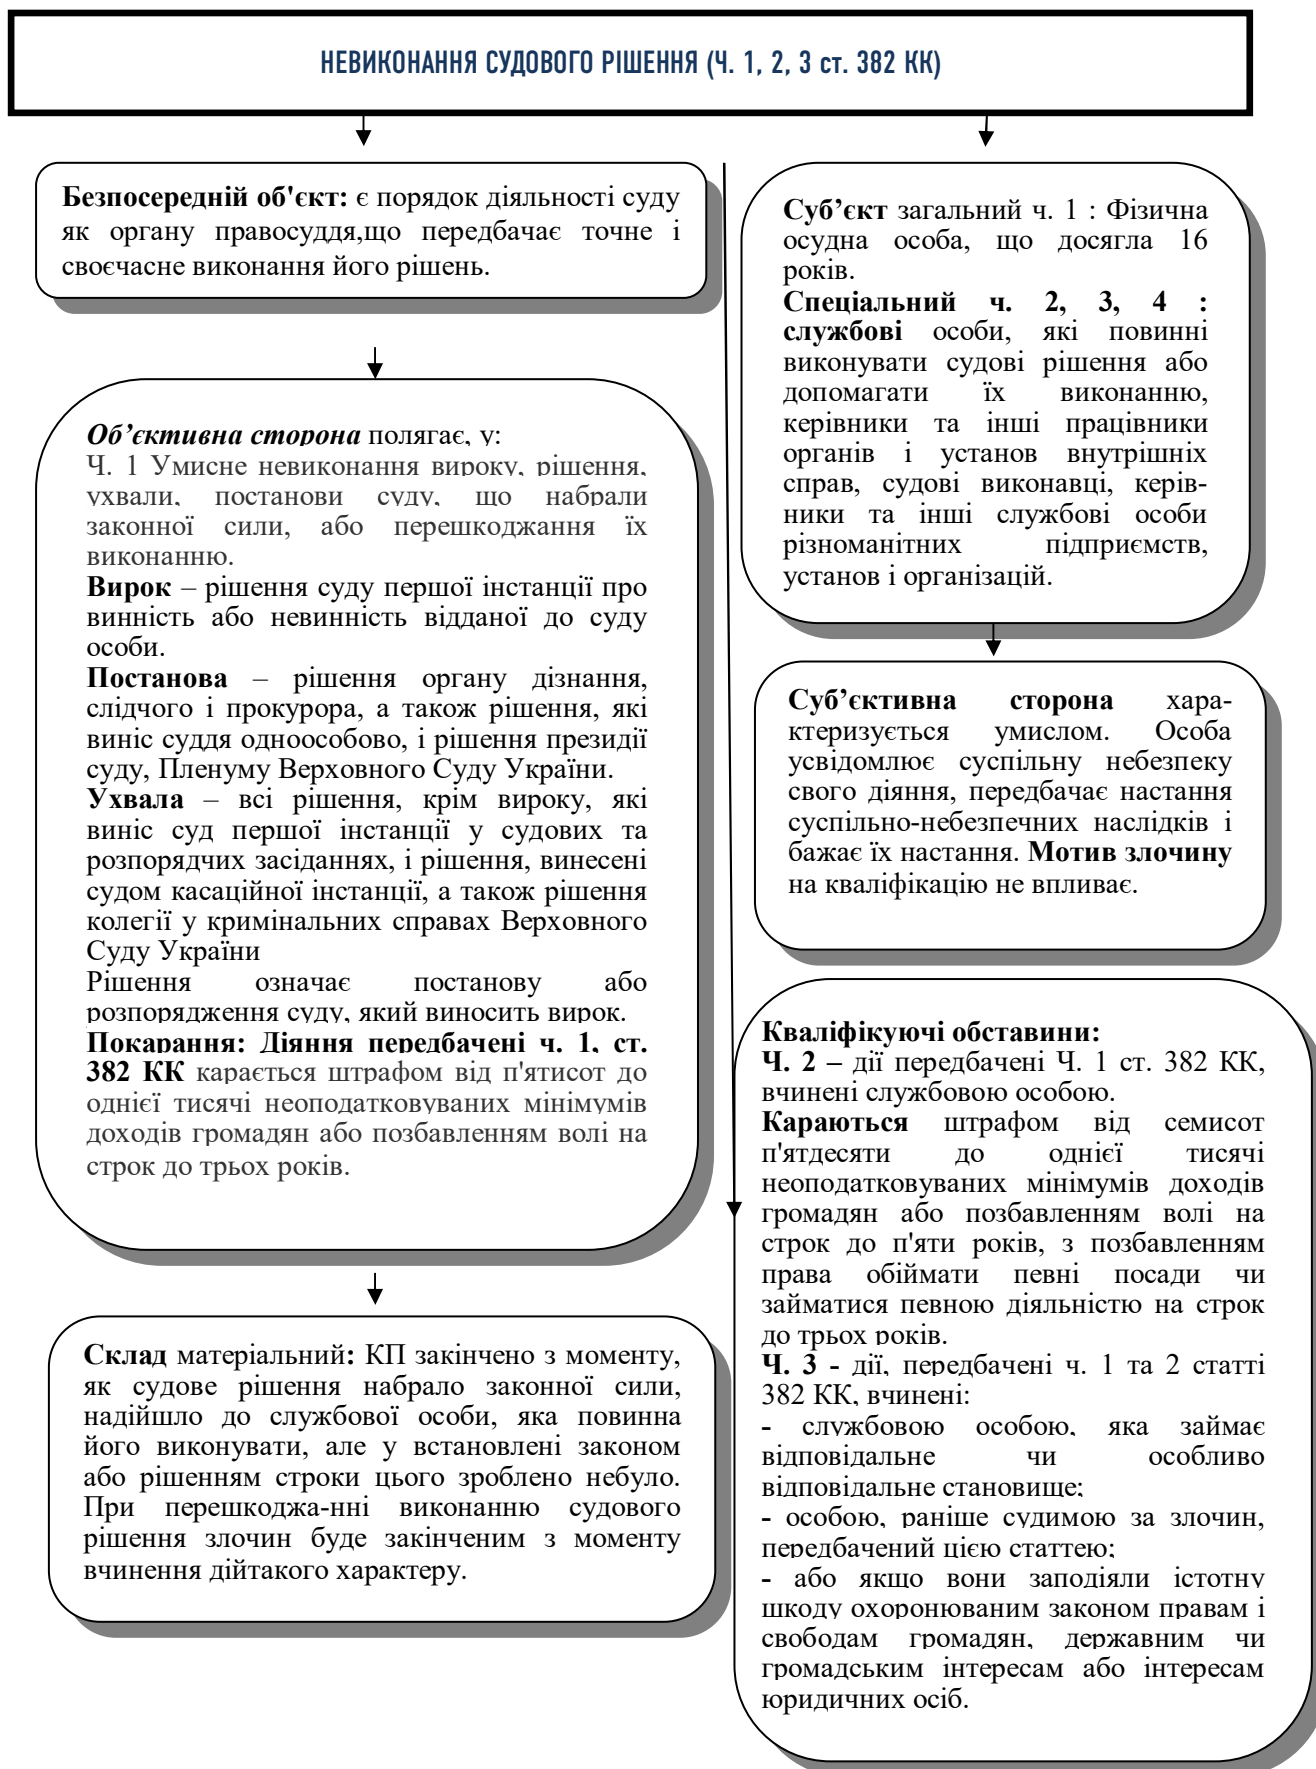 НЕВИКОНАННЯ СУДОВОГО РІШЕННЯ (Ч. 1, 2, 3 ст. 382 КК)
Безпосередній об'єкт: є порядок діяльності суду
як органу правосуддя,що передбачає точне і
своєчасне виконання його рішень.
Об’єктивна сторона полягає, у:
Ч. 1 Умисне невиконання вироку, рішення,
ухвали, постанови суду, що набрали
законної сили, або перешкоджання їх
виконанню.
Вирок – рішення суду першої інстанції про
винність або невинність відданої до суду
особи.
Постанова – рішення органу дізнання,
слідчого і прокурора, а також рішення, які
виніс суддя одноособово, і рішення президії
суду, Пленуму Верховного Суду України.
Ухвала – всі рішення, крім вироку, які
виніс суд першої інстанції у судових та
розпорядчих засіданнях, і рішення, винесені
судом касаційної інстанції, а також рішення
колегії у кримінальних справах Верховного
Суду України
Рішення означає постанову або
розпорядження суду, який виносить вирок.
Покарання: Діяння передбачені ч. 1, ст.
382 КК карається штрафом від п'ятисот до
однієї тисячі неоподатковуваних мінімумів
доходів громадян або позбавленням волі на
строк до трьох років.
Склад матеріальний: КП закінчено з моменту,
як судове рішення набрало законної сили,
надійшло до службової особи, яка повинна
його виконувати, але у встановлені законом
або рішенням строки цього зроблено небуло.
При перешкоджа-нні виконанню судового
рішення злочин буде закінченим з моменту
вчинення дійтакого характеру.
Суб’єкт загальний ч. 1 : Фізична
осудна особа, що досягла 16
років.
Спеціальний ч. 2, 3, 4 :
службові особи, які повинні
виконувати судові рішення або
допомагати їх виконанню,
керівники та інші працівники
органів і установ внутрішніх
справ, судові виконавці, керів-
ники та інші службові особи
різноманітних підприємств,
установ і організацій.
Суб’єктивна сторона хара-
ктеризується умислом. Особа
усвідомлює суспільну небезпеку
свого діяння, передбачає настання
суспільно-небезпечних наслідків і
бажає їх настання. Мотив злочину
на кваліфікацію не впливає.
Кваліфікуючі обставини:
Ч. 2 – дії передбачені Ч. 1 ст. 382 КК,
вчинені службовою особою.
Караються штрафом від семисот
п'ятдесяти до однієї тисячі
неоподатковуваних мінімумів доходів
громадян або позбавленням волі на
строк до п'яти років, з позбавленням
права обіймати певні посади чи
займатися певною діяльністю на строк
до трьох років.
Ч. 3 - дії, передбачені ч. 1 та 2 статті
382 КК, вчинені:
- службовою особою, яка займає
відповідальне чи особливо
відповідальне становище;
- особою, раніше судимою за злочин,
передбачений цією статтею;
- або якщо вони заподіяли істотну
шкоду охоронюваним законом правам і
свободам громадян, державним чи
громадським інтересам або інтересам
юридичних осіб.